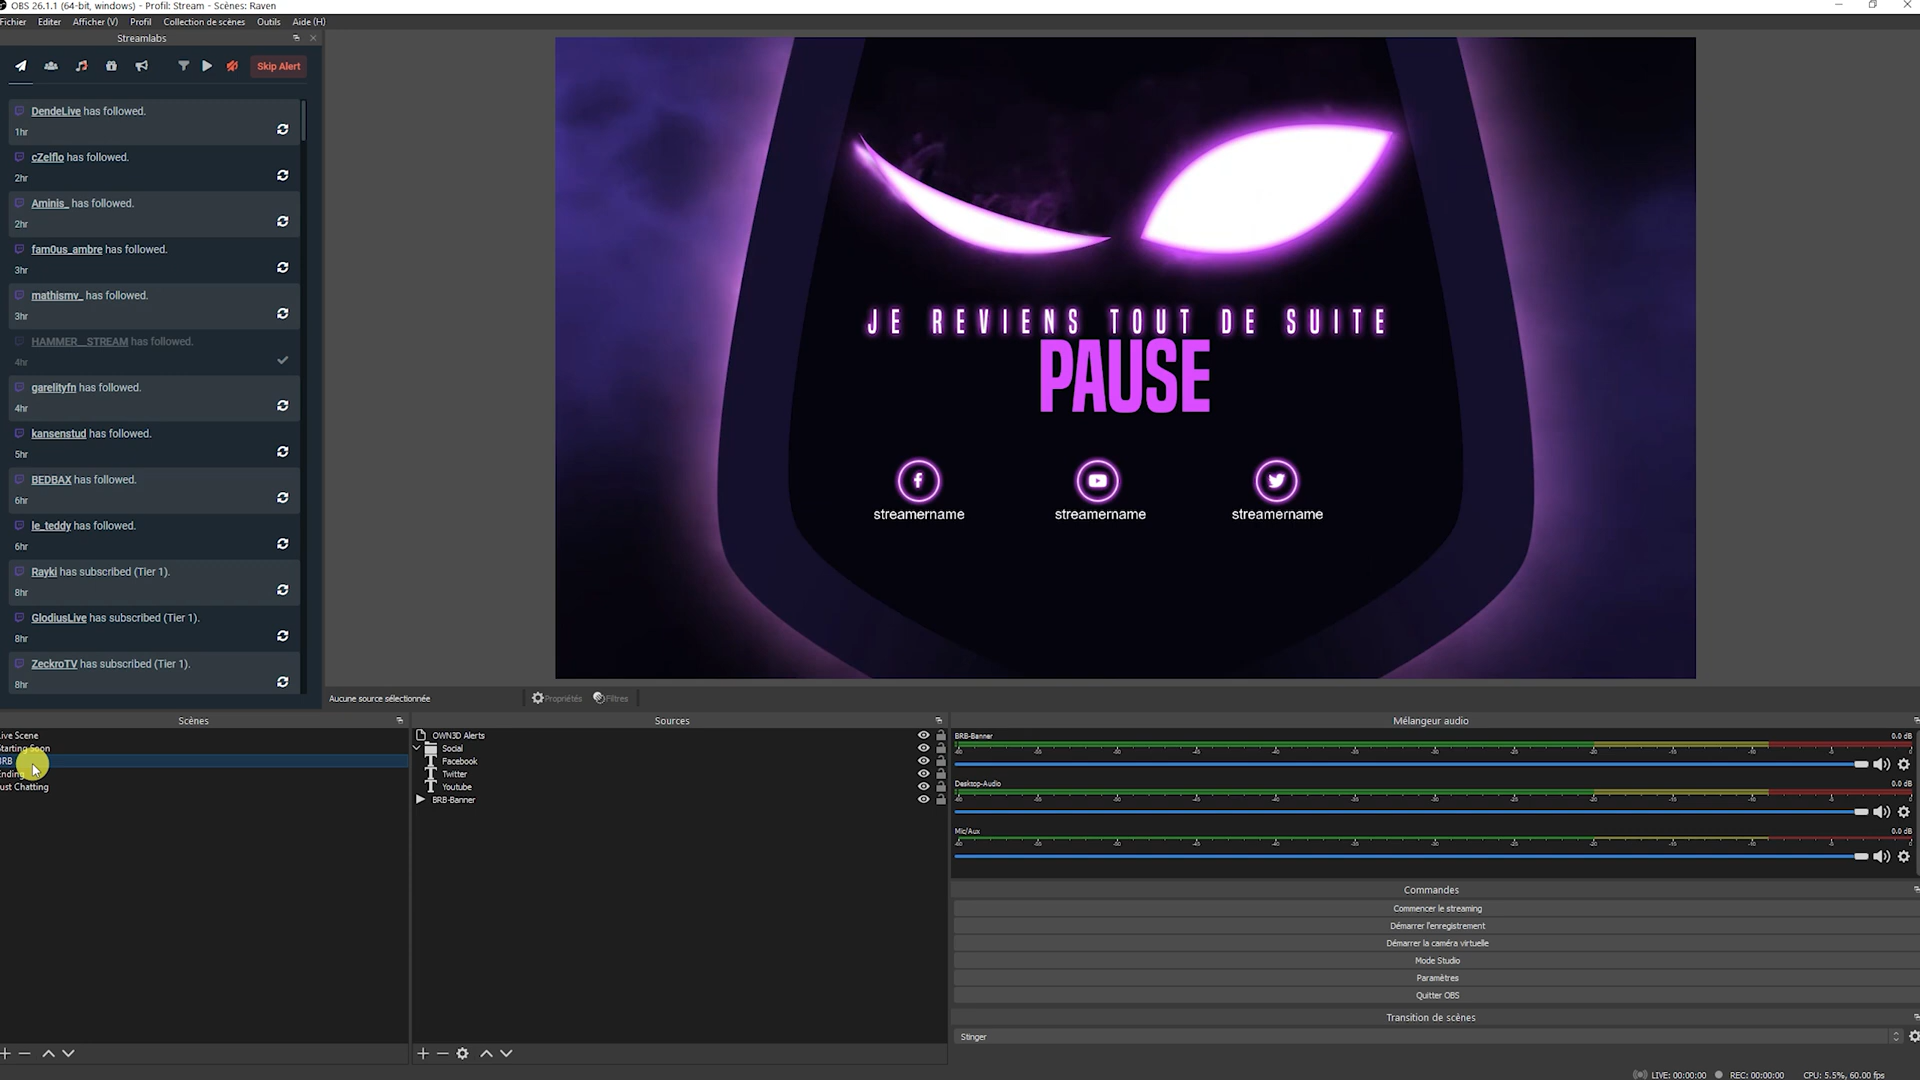 OBS 26.1.1 (64-bit, windows) - Profil: Stream - Scènes: Raven
Fichier Editer Afficher (V) Profil Collection de scènes Outils Aide (H)
Streamlabs
Skip Alert
DendeLive has followed.
1hr
cZelflo has followed.
2hr
Aminis_ has followed.
2hr
fam0us_ambre has followed.
3hr
mathismv_ has followed.
3hr
HAMMER__STREAM has followed.
4hr
garelityfn has followed.
4hr
kansenstud has followed.
5hr
BEDBAX has followed.
6hr
le_teddy has followed.
6hr
Rayki has subscribed (Tier 1).
8hr
GlodiusLive has subscribed (Tier 1).
8hr
ZeckroTV has subscribed (Tier 1).
8hr
JE REVIENS TOUT DE SUITE
PAUSE
streamername streamername streamername
Aucune source sélectionnée Propriétés Filtres
Scènes
ive Scene
Starting Soon
BRB
Ending
ust Chatting
Sources
OWN3D Alerts
Social
Facebook
Twitter
Youtube
BRB-Banner
Mélangeur audio
BRB-Banner 0.0 dB
Desktop-Audio 0.0 dB
Mic/Aux 0.0 dB
Commandes
Commencer le streaming
Démarrer l'enregistrement
Démarrer la caméra virtuelle
Mode Studio
Paramètres
Quitter OBS
Transition de scènes
Stinger
LIVE: 00:00:00 REC: 00:00:00 CPU: 5.5%, 60.00 fps